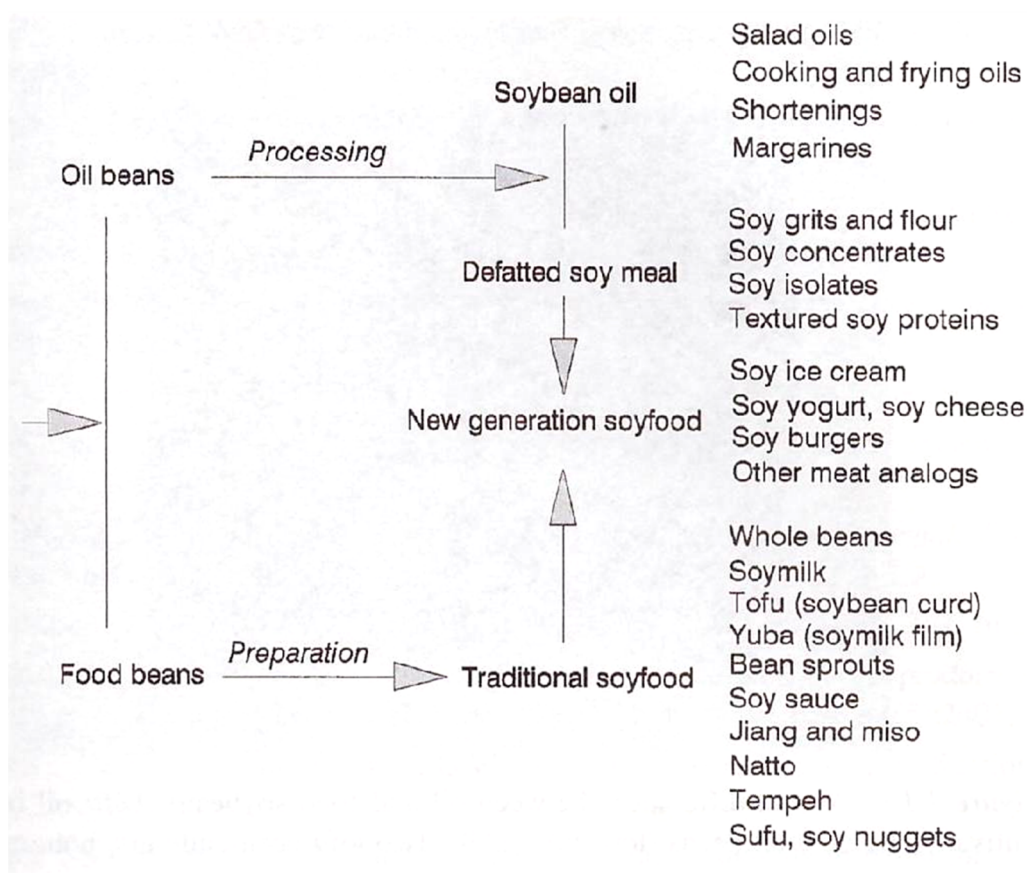 Salad oils
Cooking and frying oils
Shortenings
Margarines
Soybean oil
Processing
Oil beans
Soy grits and flour
Soy concentrates
Soy isolates
Textured soy proteins
Defatted soy meal
Soy ice cream
Soy yogurt, soy cheese
Soy burgers
Other meat analogs
New generation soyfood
Whole beans
Soymilk
Tofu (soybean curd)
Yuba (soymilk film)
Bean sprouts
Soy sauce
Jiang and miso
Natto
Tempeh
Sufu, soy nuggets
Preparation
Food beans
Traditional soyfood